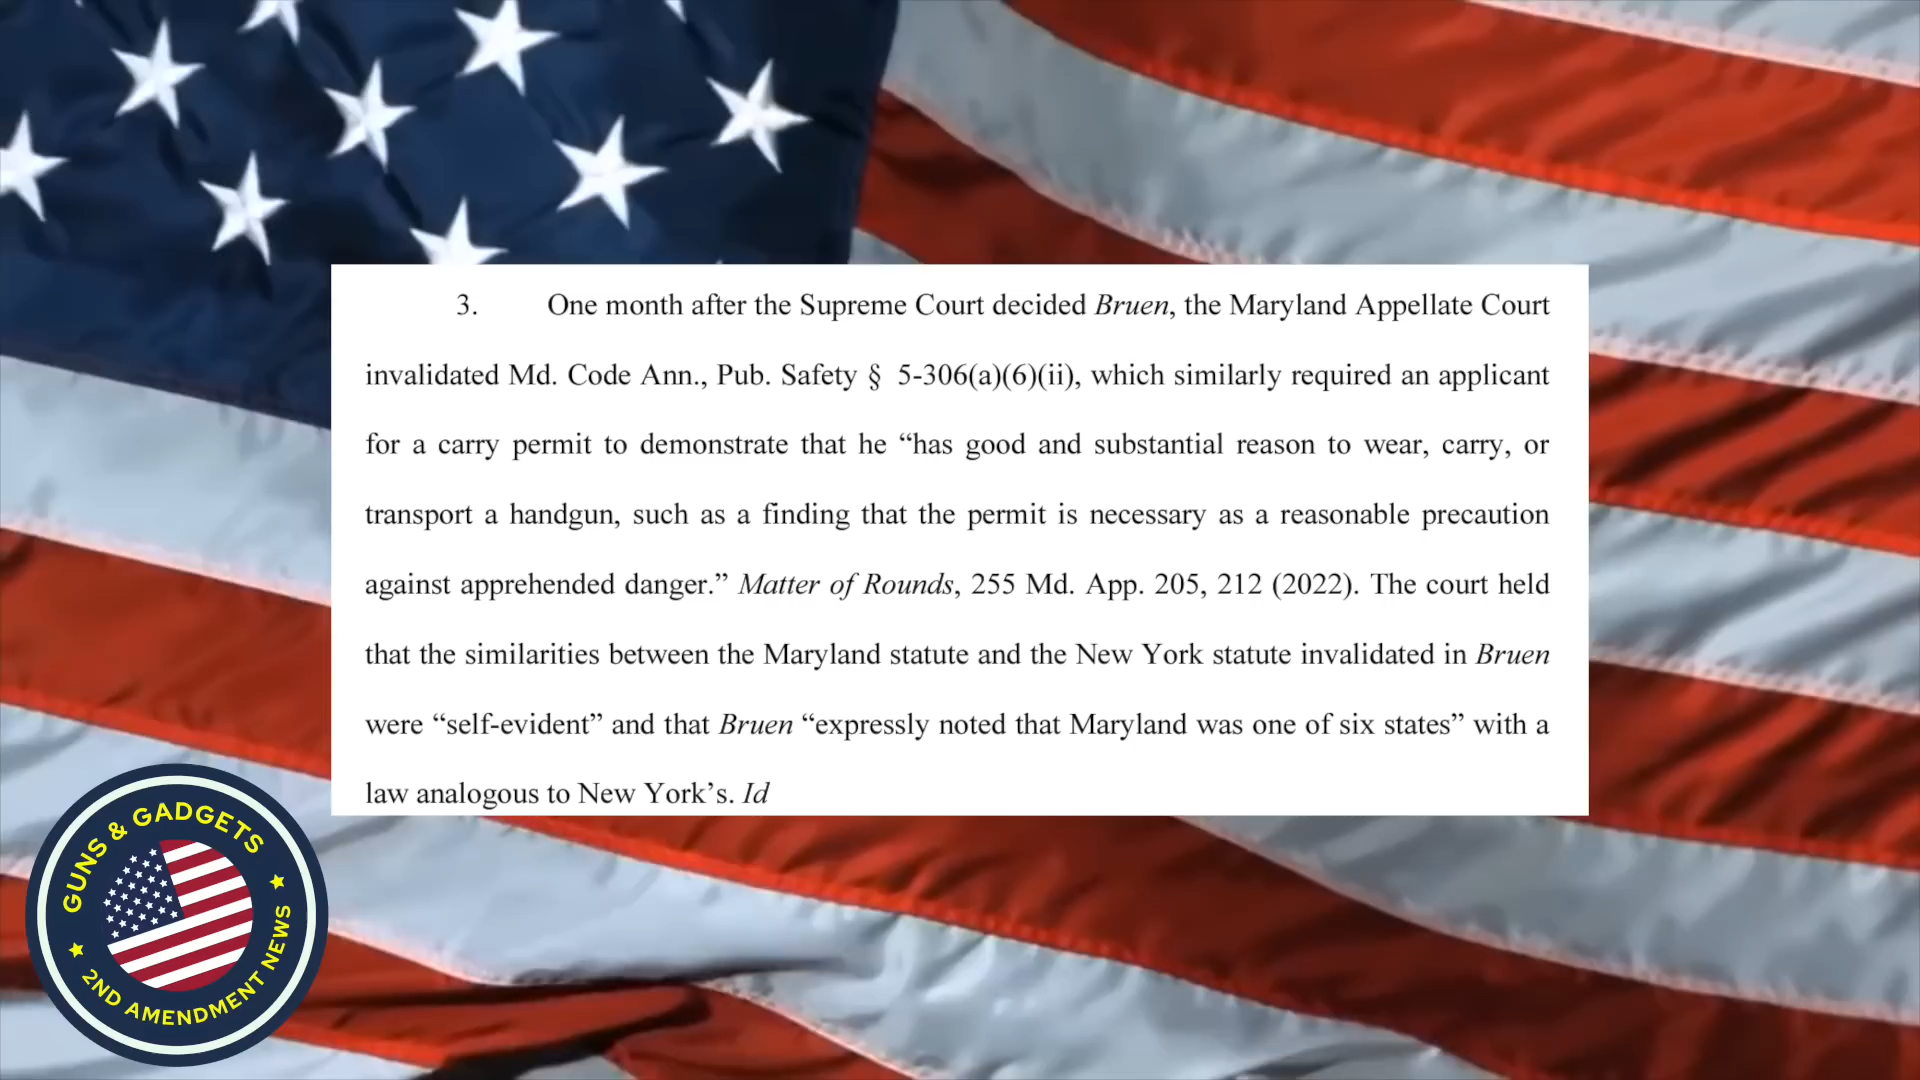 3. One month after the Supreme Court decided Bruen, the Maryland Appellate Court
invalidated Md. Code Ann., Pub. Safety § 5-306(a)(6)(ii), which similarly required an applicant
for a carry permit to demonstrate that he “has good and substantial reason to wear, carry, or
transport a handgun, such as a finding that the permit is necessary as a reasonable precaution
against apprehended danger.” Matter of Rounds, 255 Md. App. 205, 212 (2022). The court held
that the similarities between the Maryland statute and the New York statute invalidated in Bruen
were “self-evident” and that Bruen “expressly noted that Maryland was one of six states” with a
law analogous to New York’s. Id
GUNS & GADGETS
2ND AMENDMENT NEWS